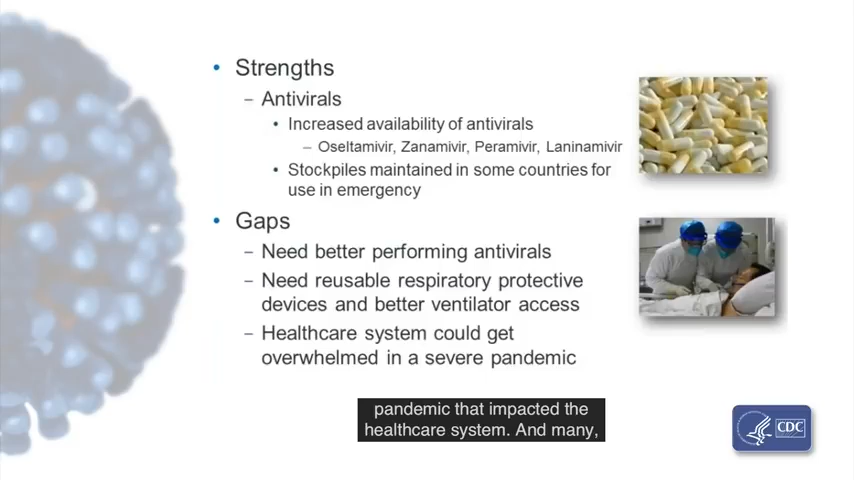 • Strengths
– Antivirals
• Increased availability of antivirals
– Oseltamivir, Zanamivir, Peramivir, Laninamivir
• Stockpiles maintained in some countries for
use in emergency
• Gaps
– Need better performing antivirals
– Need reusable respiratory protective
devices and better ventilator access
– Healthcare system could get
overwhelmed in a severe pandemic
pandemic that impacted the
healthcare system. And many,
CDC